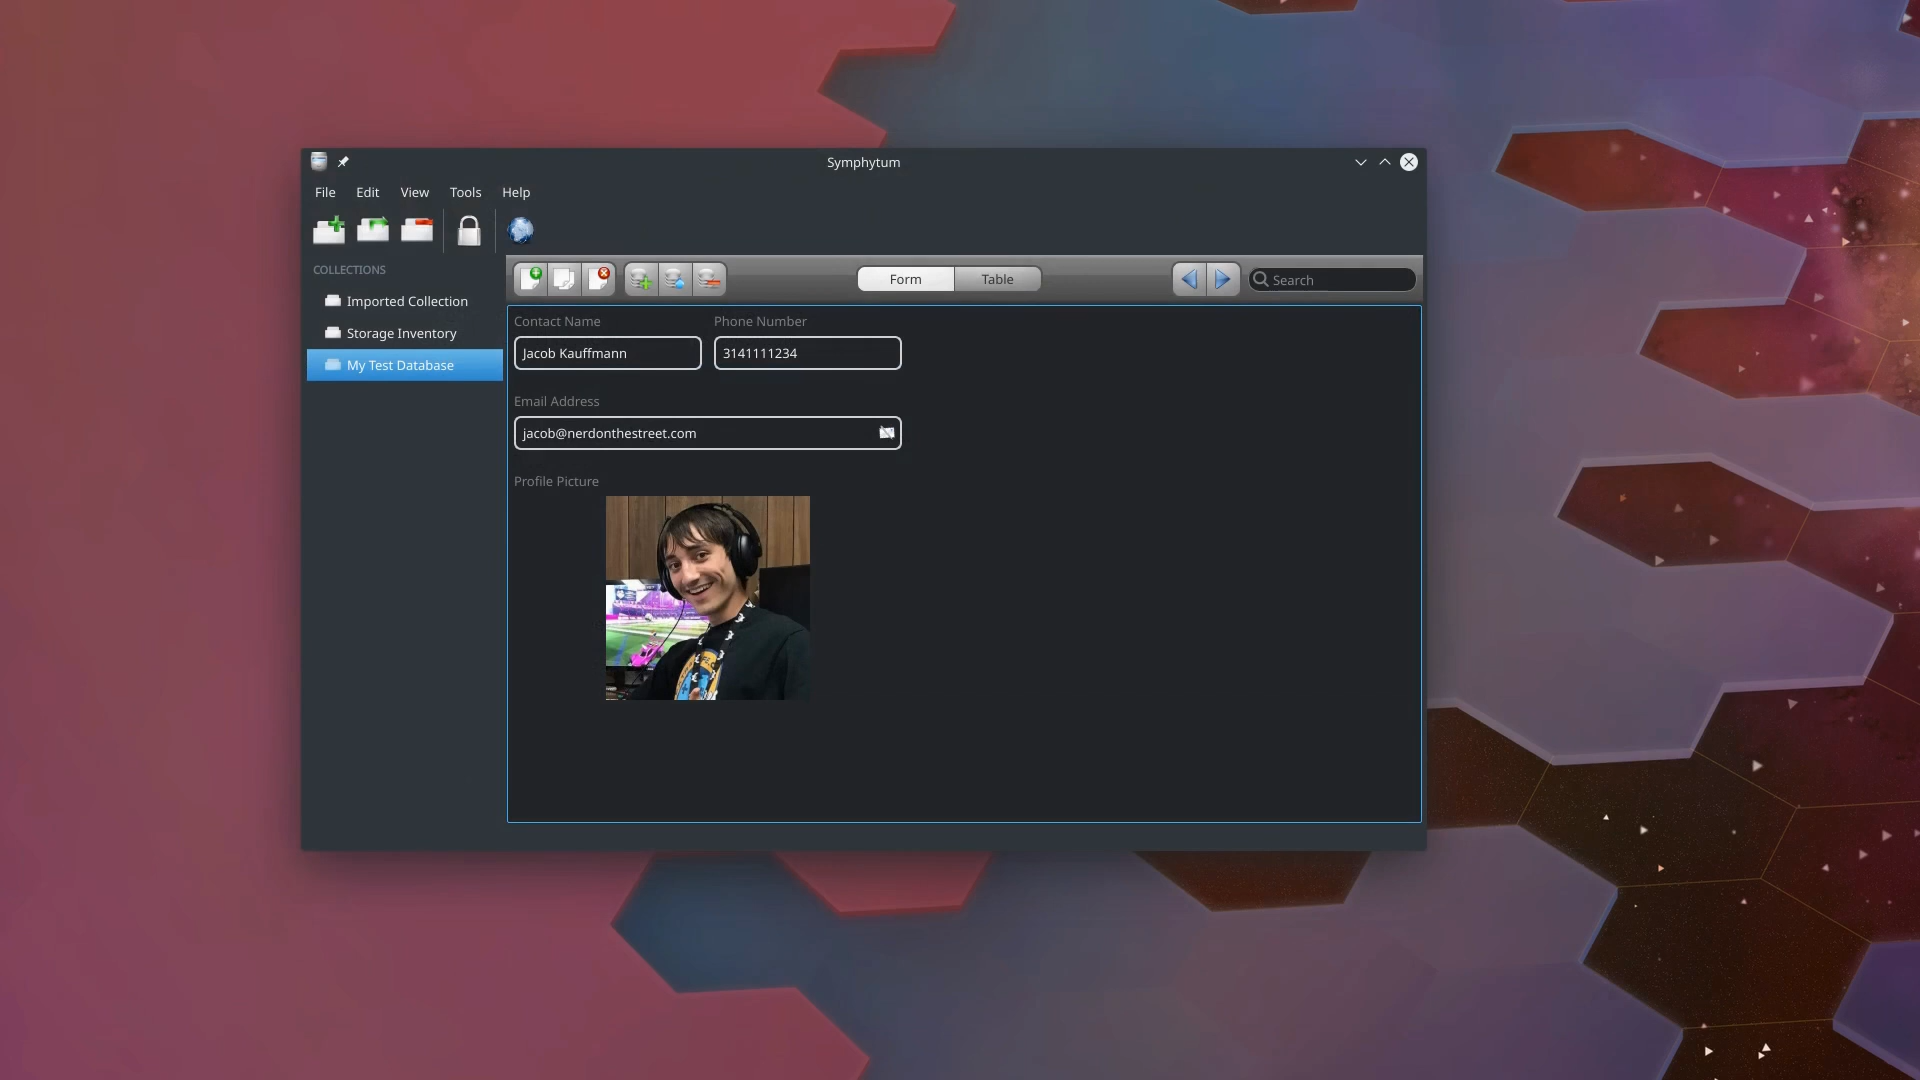 Symphytum
File Edit View Tools Help
COLLECTIONS
Imported Collection
Storage Inventory
My Test Database
Form Table
Search
Contact Name Phone Number
Jacob Kauffmann 3141111234
Email Address
jacob@nerdonthestreet.com
Profile Picture